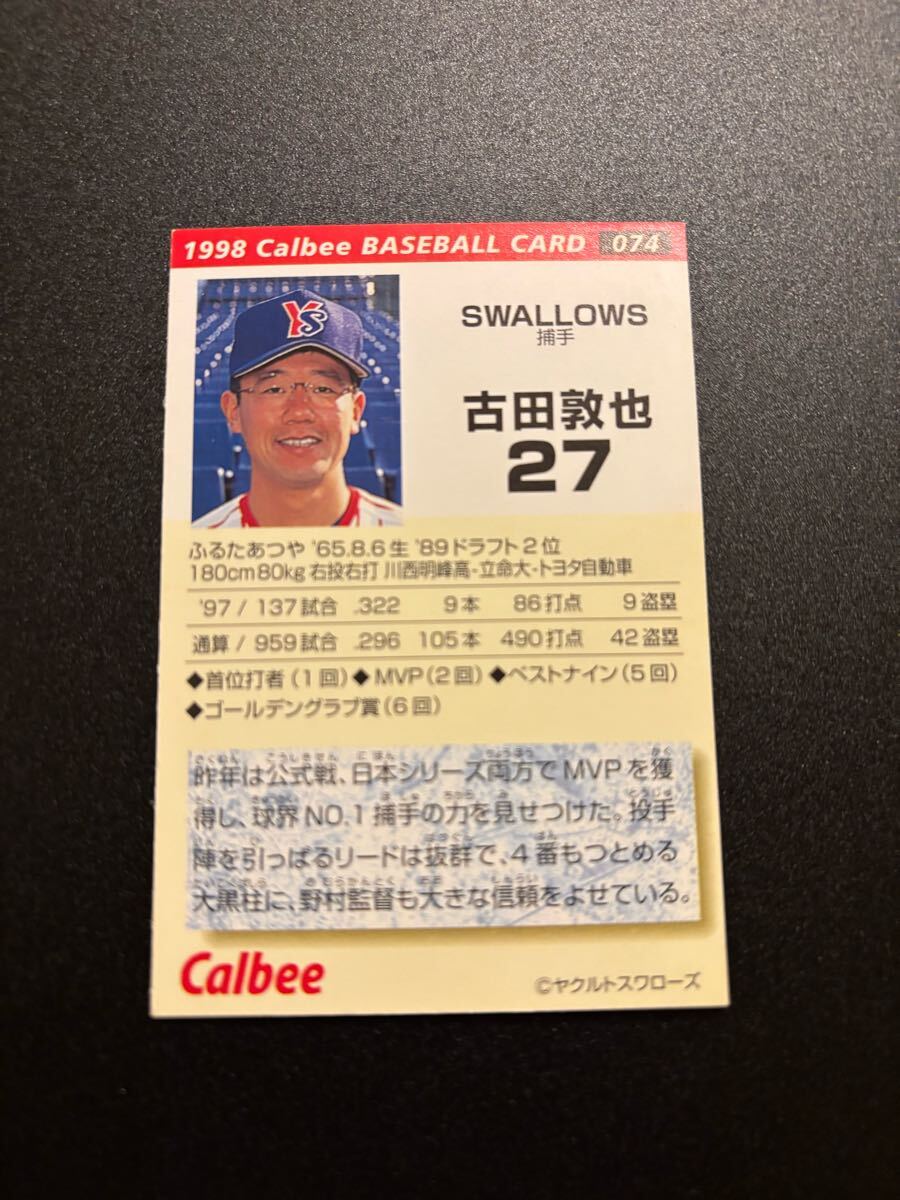 1998 Calbee BASEBALL CARD 074
YS
SWALLOWS
捕手
古田敦也
27
ふるたあつや '65.8.6生 '89ドラフト2位
180cm80kg 右投右打 川西明峰高-立命大-トヨタ自動車
'97 / 137試合 .322 9本 86打点 9盗塁
通算 / 959試合 .296 105本 490打点 42盗塁
◆首位打者(1回)◆MVP(2回)◆ベストナイン(5回)
◆ゴールデングラブ賞(6回)
昨年は公式戦、日本シリーズ両方でMVPを獲
得し、球界NO.1捕手の力を見せつけた。投手
陣を引っぱるリードは抜群で、4番もつとめる
大黒柱に、野村監督も大きな信頼をよせている。
Calbee
©ヤクルトスワローズ